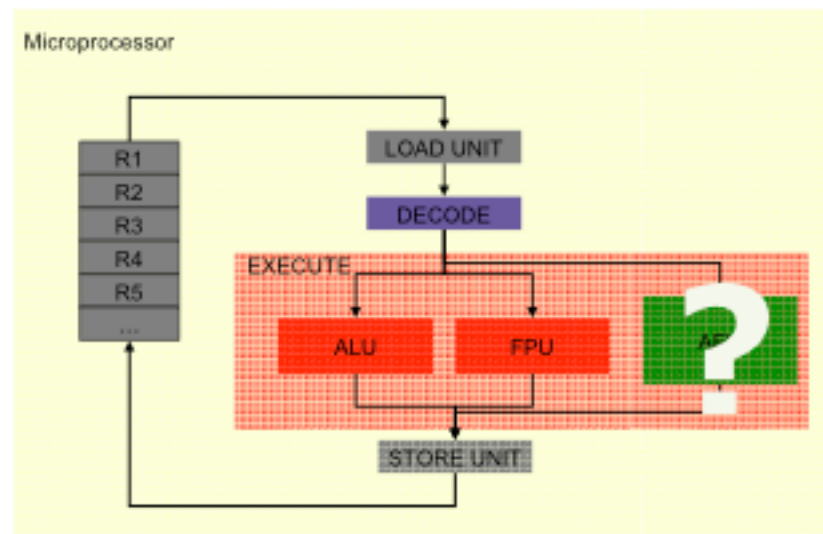 Microprocessor
R1
R2
R3
R4
R5
...
LOAD UNIT
DECODE
EXECUTE
ALU
FPU
?
STORE UNIT